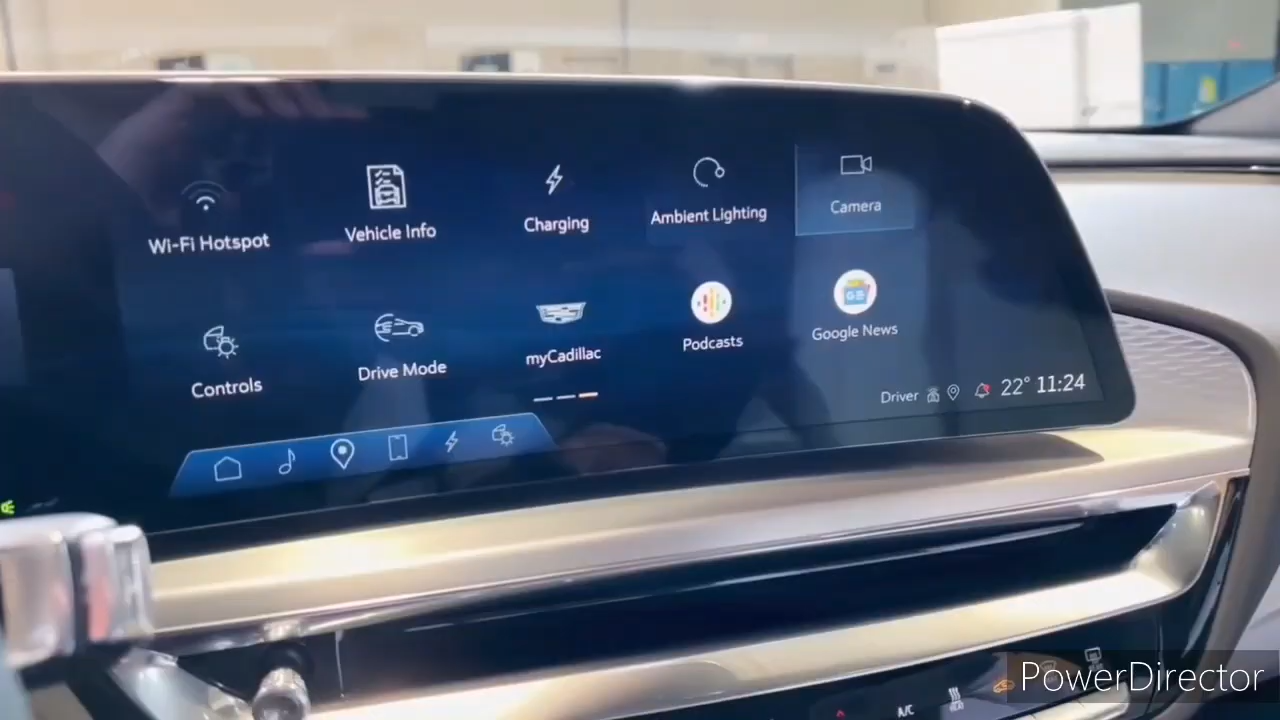 Wi-Fi Hotspot
Vehicle Info
Charging
Ambient Lighting
Camera
Controls
Drive Mode
myCadillac
Podcasts
GE
Google News
Driver
22° 11:24
A/C
PowerDirector